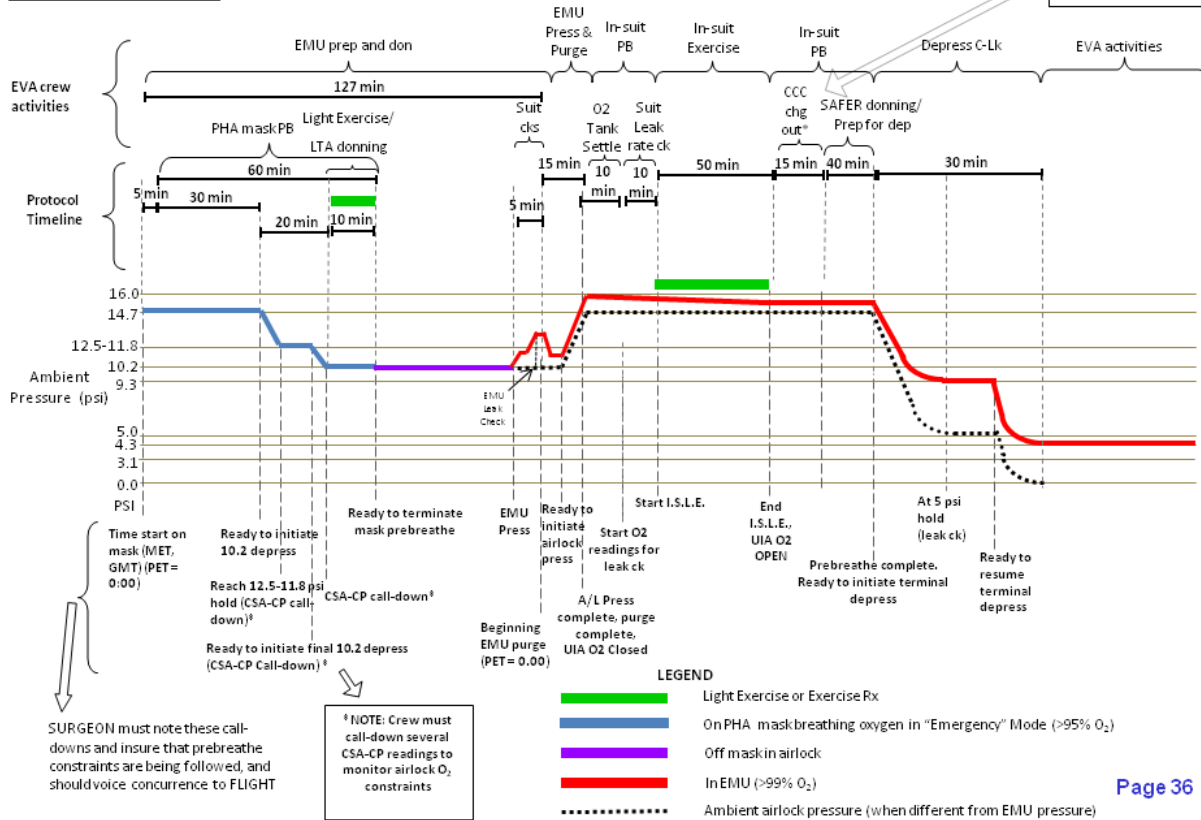 EVA crew
activities
EMU prep and don
127 min
EMU
Press &
Purge
In-suit
PB
In-suit
Exercise
In-suit
PB
Depress C-Lk
EVA activities
PHA mask PB
Light Exercise/
LTA donning
Suit
cks
O2
Tank
Settle
Suit
Leak
rate ck
CCC
chg
out*
SAFER donning/
Prep for dep
Protocol
Timeline
60 min
5 min
30 min
20 min
10 min
5 min
15 min
10
min
10
min
50 min
15 min
40 min
30 min
Ambient
Pressure (psi)
16.0
14.7
12.5-11.8
10.2
9.3
5.0
4.3
3.1
0.0
PSI
EMU
Leak
Check
Time start on
mask (MET,
GMT) (PET =
0:00)
Ready to initiate
10.2 depress
Reach 12.5-11.8 psi
hold (CSA-CP call-
down)*
Ready to initiate final 10.2 depress
(CSA-CP Call-down) *
CSA-CP call-down*
Ready to terminate
mask prebreathe
EMU
Press
Beginning
EMU purge
(PET = 0.00)
Ready to
initiate
airlock
press
A/L Press
complete, purge
complete,
UIA O2 Closed
Start O2
readings for
leak ck
Start I.S.L.E.
End
I.S.L.E.,
UIA O2
OPEN
Prebreathe complete.
Ready to initiate terminal
depress
At 5 psi
hold
(leak ck)
Ready to
resume
terminal
depress
SURGEON must note these call-
downs and insure that prebreathe
constraints are being followed, and
should voice concurrence to FLIGHT
* NOTE: Crew must
call-down several
CSA-CP readings to
monitor airlock O2
constraints
LEGEND
Light Exercise or Exercise Rx
On PHA mask breathing oxygen in "Emergency" Mode (>95% O2)
Off mask in airlock
In EMU (>99% O2)
Ambient airlock pressure (when different from EMU pressure)
Page 36